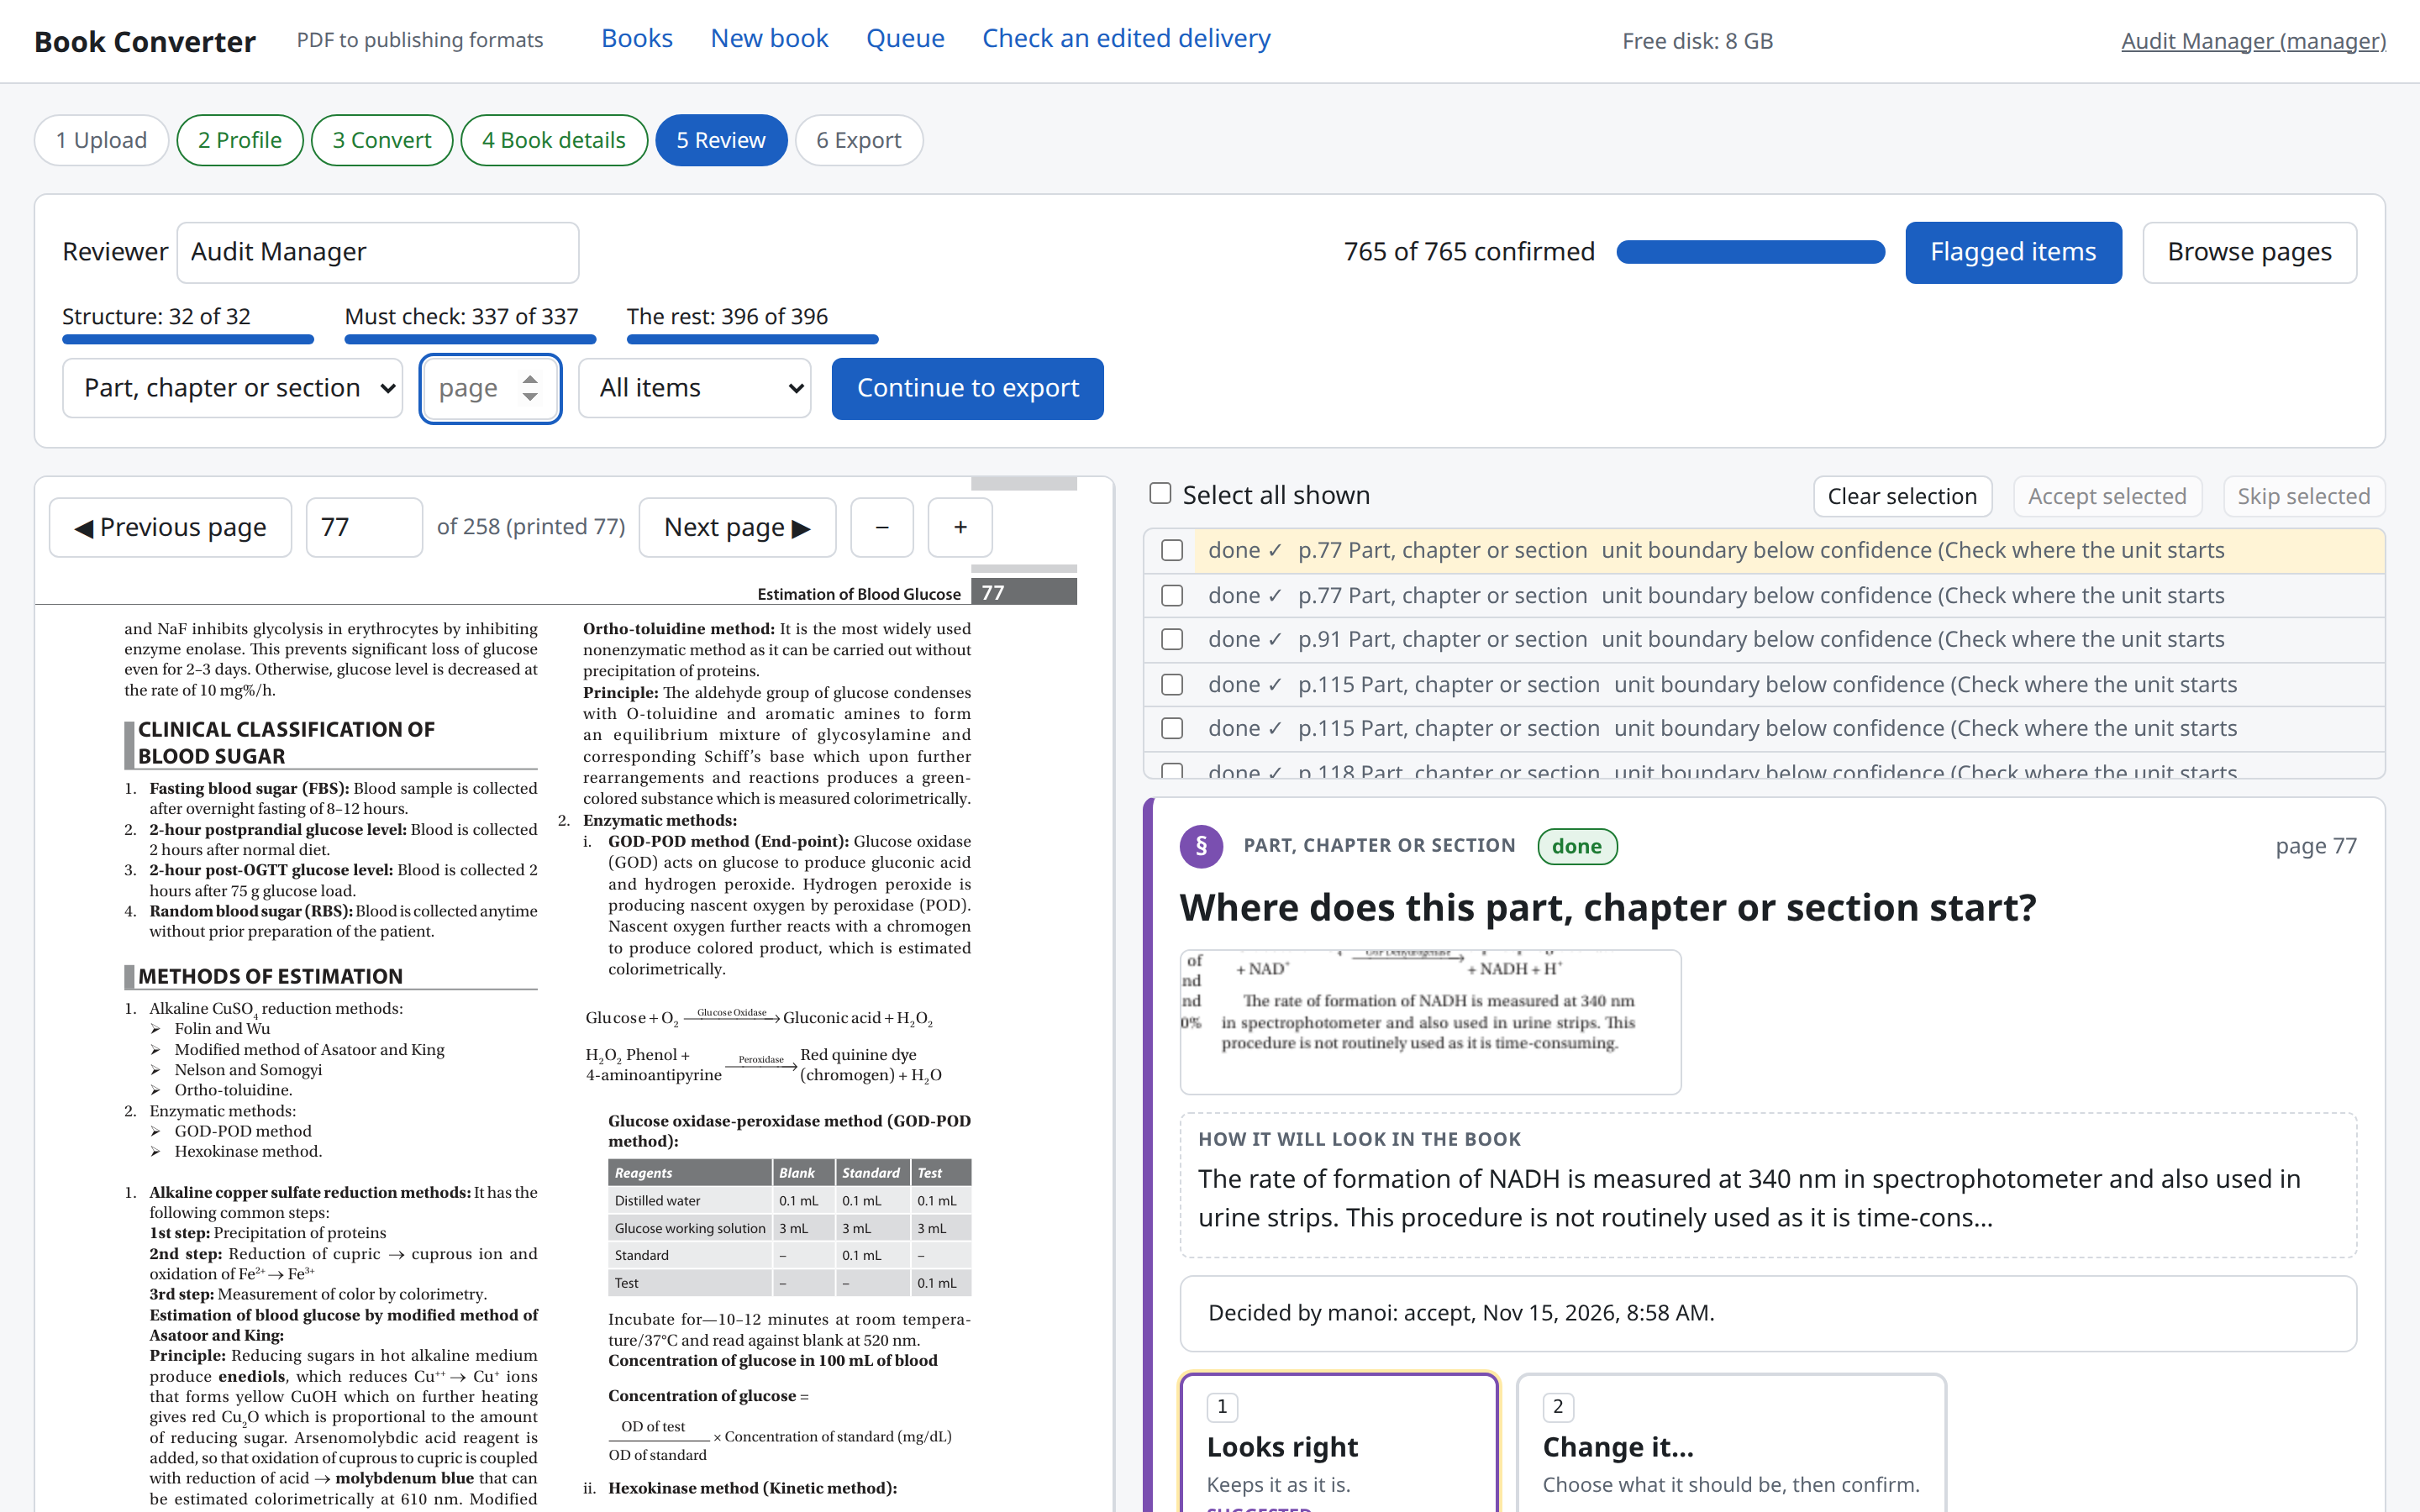 Book Converter
PDF to publishing formats
Books
New book
Queue
Check an edited delivery
Free disk: 8 GB
Audit Manager (manager)
1 Upload
2 Profile
3 Convert
4 Book details
5 Review
6 Export
Reviewer
Audit Manager
765 of 765 confirmed
Flagged items
Browse pages
Structure: 32 of 32
Must check: 337 of 337
The rest: 396 of 396
Part, chapter or section
page
All items
Continue to export
◀ Previous page
77
of 258 (printed 77)
Next page ▶
−
+
Estimation of Blood Glucose
77
and NaF inhibits glycolysis in erythrocytes by inhibiting
enzyme enolase. This prevents significant loss of glucose
even for 2–3 days. Otherwise, glucose level is decreased at
the rate of 10 mg%/h.
CLINICAL CLASSIFICATION OF
BLOOD SUGAR
1. Fasting blood sugar (FBS): Blood sample is collected
after overnight fasting of 8–12 hours.
2. 2-hour postprandial glucose level: Blood is collected
2 hours after normal diet.
3. 2-hour post-OGTT glucose level: Blood is collected 2
hours after 75 g glucose load.
4. Random blood sugar (RBS): Blood is collected anytime
without prior preparation of the patient.
METHODS OF ESTIMATION
1. Alkaline CuSO₄ reduction methods:
➢ Folin and Wu
➢ Modified method of Asatoor and King
➢ Nelson and Somogyi
➢ Ortho-toluidine.
2. Enzymatic methods:
➢ GOD-POD method
➢ Hexokinase method.
1. Alkaline copper sulfate reduction methods: It has the
following common steps:
1st step: Precipitation of proteins
2nd step: Reduction of cupric → cuprous ion and
oxidation of Fe²⁺ → Fe³⁺
3rd step: Measurement of color by colorimetry.
Estimation of blood glucose by modified method of
Asatoor and King:
Principle: Reducing sugars in hot alkaline medium
produce enediols, which reduces Cu⁺⁺ → Cu⁺ ions
that forms yellow CuOH which on further heating
gives red Cu₂O which is proportional to the amount
of reducing sugar. Arsenomolybdic acid reagent is
added, so that oxidation of cuprous to cupric is coupled
with reduction of acid → molybdenum blue that can
be estimated colorimetrically at 610 nm. Modified
Ortho-toluidine method: It is the most widely used
nonenzymatic method as it can be carried out without
precipitation of proteins.
Principle: The aldehyde group of glucose condenses
with O-toluidine and aromatic amines to form
an equilibrium mixture of glycosylamine and
corresponding Schiff's base which upon further
rearrangements and reactions produces a green-
colored substance which is measured colorimetrically.
2. Enzymatic methods:
i. GOD-POD method (End-point): Glucose oxidase
(GOD) acts on glucose to produce gluconic acid
and hydrogen peroxide. Hydrogen peroxide is
producing nascent oxygen by peroxidase (POD).
Nascent oxygen further reacts with a chromogen
to produce colored product, which is estimated
colorimetrically.
Glucose + O₂ Glucose Oxidase → Gluconic acid + H₂O₂
H₂O₂ Phenol + Peroxidase → Red quinine dye
4-aminoantipyrine (chromogen) + H₂O
Glucose oxidase-peroxidase method (GOD-POD
method):
Reagents Blank Standard Test
Distilled water 0.1 mL 0.1 mL 0.1 mL
Glucose working solution 3 mL 3 mL 3 mL
Standard – 0.1 mL –
Test – – 0.1 mL
Incubate for—10–12 minutes at room tempera-
ture/37°C and read against blank at 520 nm.
Concentration of glucose in 100 mL of blood
Concentration of glucose =
OD of test
× Concentration of standard (mg/dL)
OD of standard
ii. Hexokinase method (Kinetic method):
Select all shown
Clear selection
Accept selected
Skip selected
done ✓ p.77 Part, chapter or section unit boundary below confidence (Check where the unit starts
done ✓ p.77 Part, chapter or section unit boundary below confidence (Check where the unit starts
done ✓ p.91 Part, chapter or section unit boundary below confidence (Check where the unit starts
done ✓ p.115 Part, chapter or section unit boundary below confidence (Check where the unit starts
done ✓ p.115 Part, chapter or section unit boundary below confidence (Check where the unit starts
done ✓ p.118 Part, chapter or section unit boundary below confidence (Check where the unit starts
§
PART, CHAPTER OR SECTION
done
page 77
Where does this part, chapter or section start?
of
+ NAD⁺ → + NADH + H⁺
nd
nd The rate of formation of NADH is measured at 340 nm
0% in spectrophotometer and also used in urine strips. This
procedure is not routinely used as it is time-consuming.
HOW IT WILL LOOK IN THE BOOK
The rate of formation of NADH is measured at 340 nm in spectrophotometer and also used in
urine strips. This procedure is not routinely used as it is time-cons…
Decided by manoi: accept, Nov 15, 2026, 8:58 AM.
1
Looks right
Keeps it as it is.
SUGGESTED
2
Change it…
Choose what it should be, then confirm.